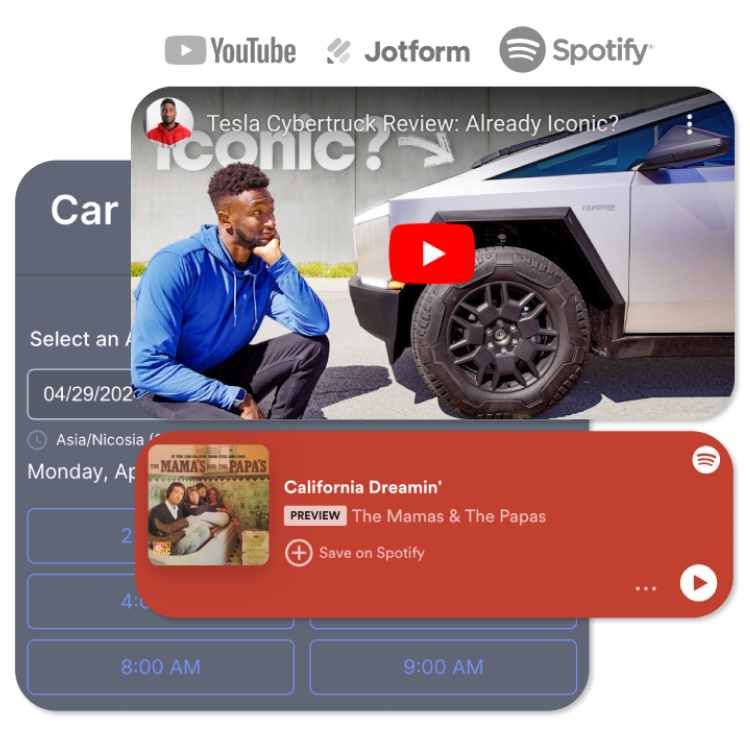 YouTube
Jotform
Spotify
Tesla Cybertruck Review: Already Iconic?
iconic?
FOUNDATION
Car
Select an A
04/29/202
Asia/Nicosia (
Monday, Ap
THE MAMA'S AND THE PAPA'S
California Dreamin'
PREVIEW The Mamas & The Papas
Save on Spotify
2
4:0
8:00 AM
9:00 AM